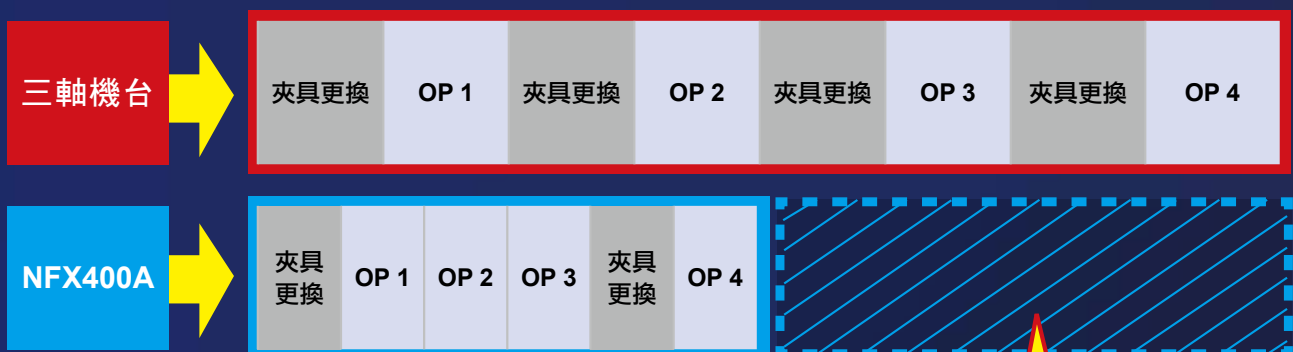 三軸機台
夾具更換 OP 1 夾具更換 OP 2 夾具更換 OP 3 夾具更換 OP 4
NFX400A
夾具
更換
OP 1 OP 2 OP 3
夾具
更換
OP 4